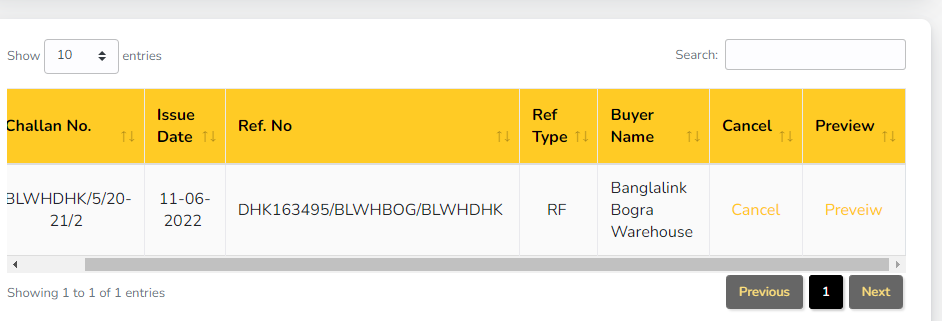 Show 10 entries Search:
Challan No. Issue Date Ref. No Ref Type Buyer Name Cancel Preview
BLWHDHK/5/20-21/2 11-06-2022 DHK163495/BLWHBOG/BLWHDHK RF Banglalink Bogra Warehouse Cancel Preveiw
Showing 1 to 1 of 1 entries Previous 1 Next